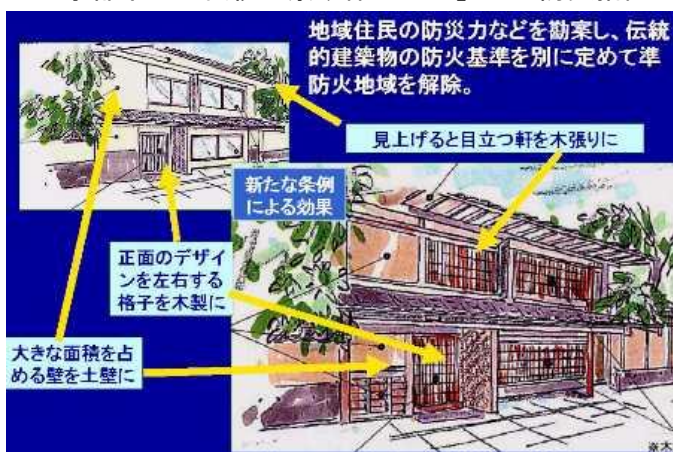 地域住民の防災力などを勘案し、伝統
的建築物の防火基準を別に定めて準
防火地域を解除。
見上げると目立つ軒を木張りに
新たな条例
による効果
正面のデザイ
ンを左右する
格子を木製に
大きな面積を占
める壁を土壁に
※木